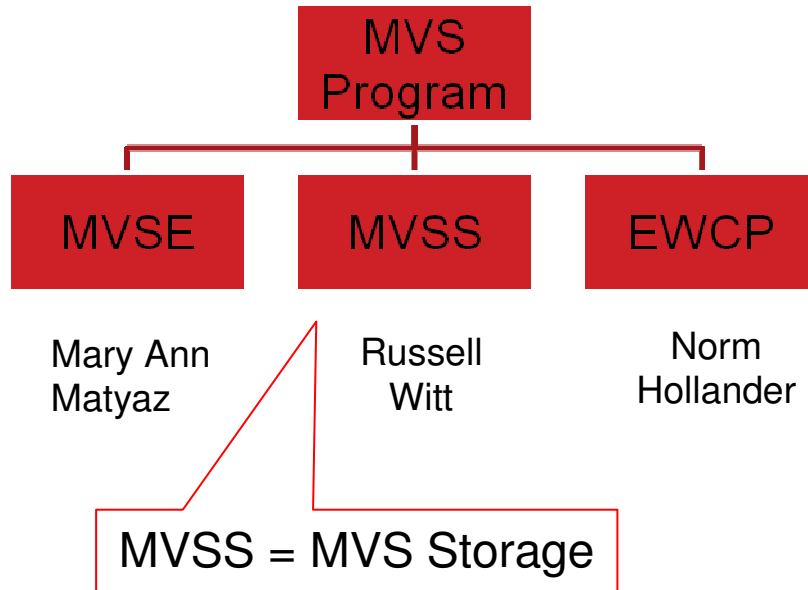 MVS
Program
MVSE
MVSS
EWCP
Mary Ann
Matyaz
Russell
Witt
Norm
Hollander
MVSS = MVS Storage